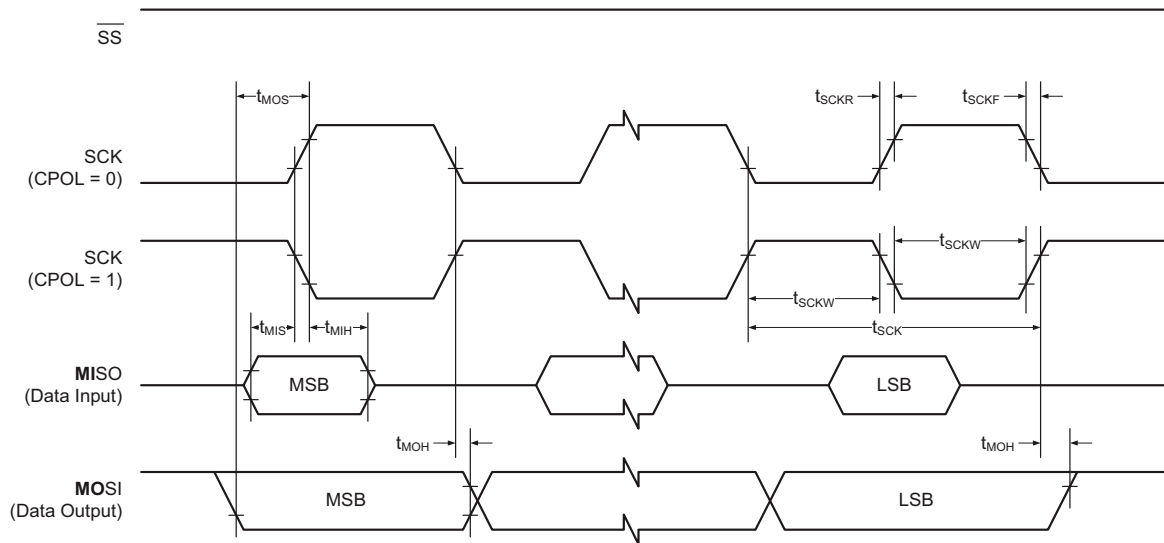 SS
tMOS
tSCKR
tSCKF
SCK
(CPOL = 0)
SCK
(CPOL = 1)
tSCKW
tSCKW
tSCK
tMIS
tMIH
MISO
(Data Input)
MSB
LSB
tMOH
tMOH
MOSI
(Data Output)
MSB
LSB